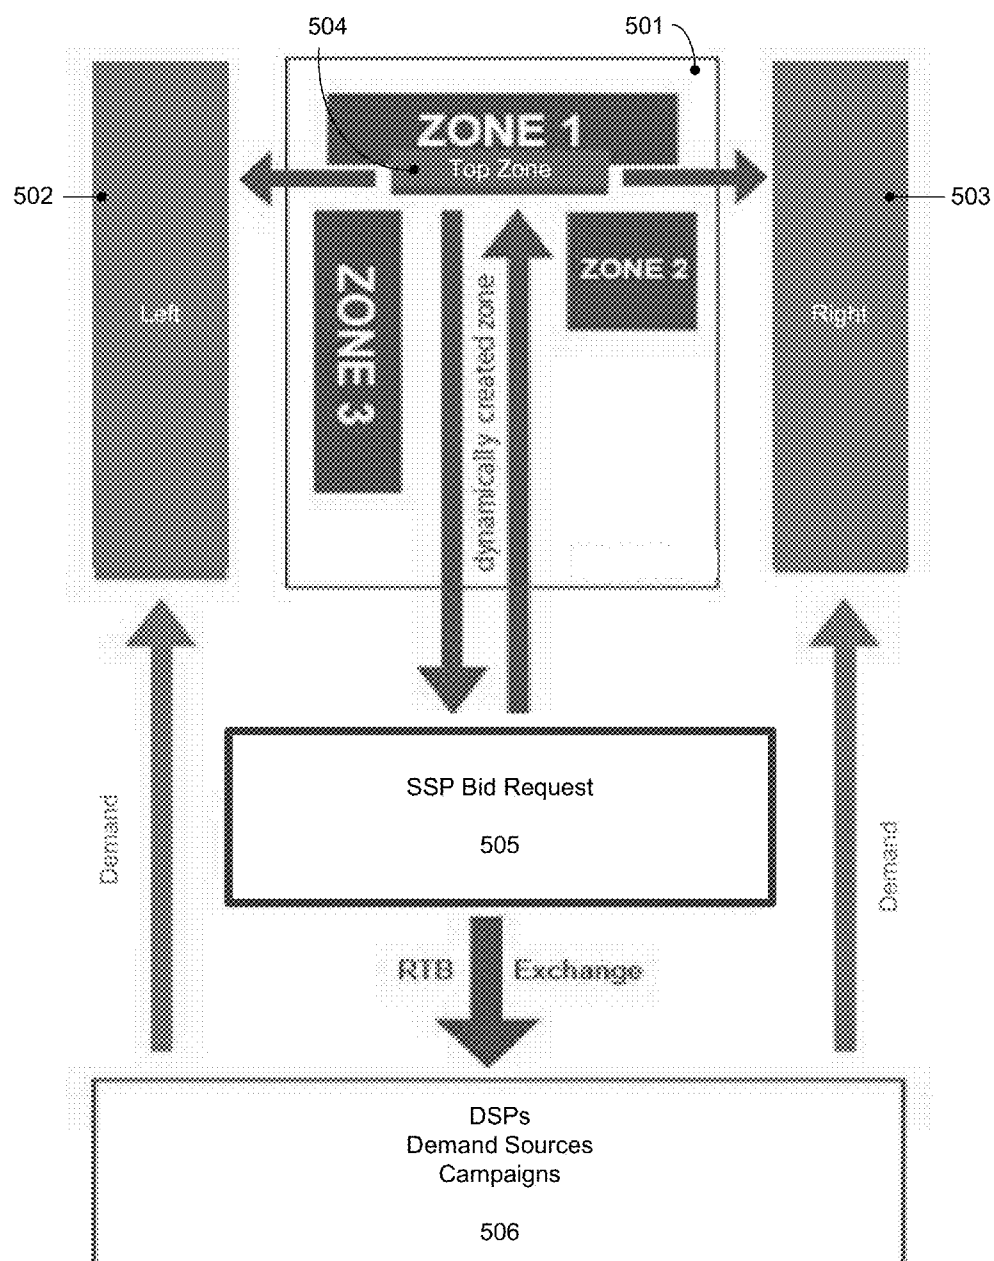 504
501
ZONE 1
Top Zone
502
503
ZONE 2
ZONE 3
Left
Right
dynamically created zone
SSP Bid Request
505
Demand
Demand
RTB Exchange
DSPs
Demand Sources
Campaigns
506